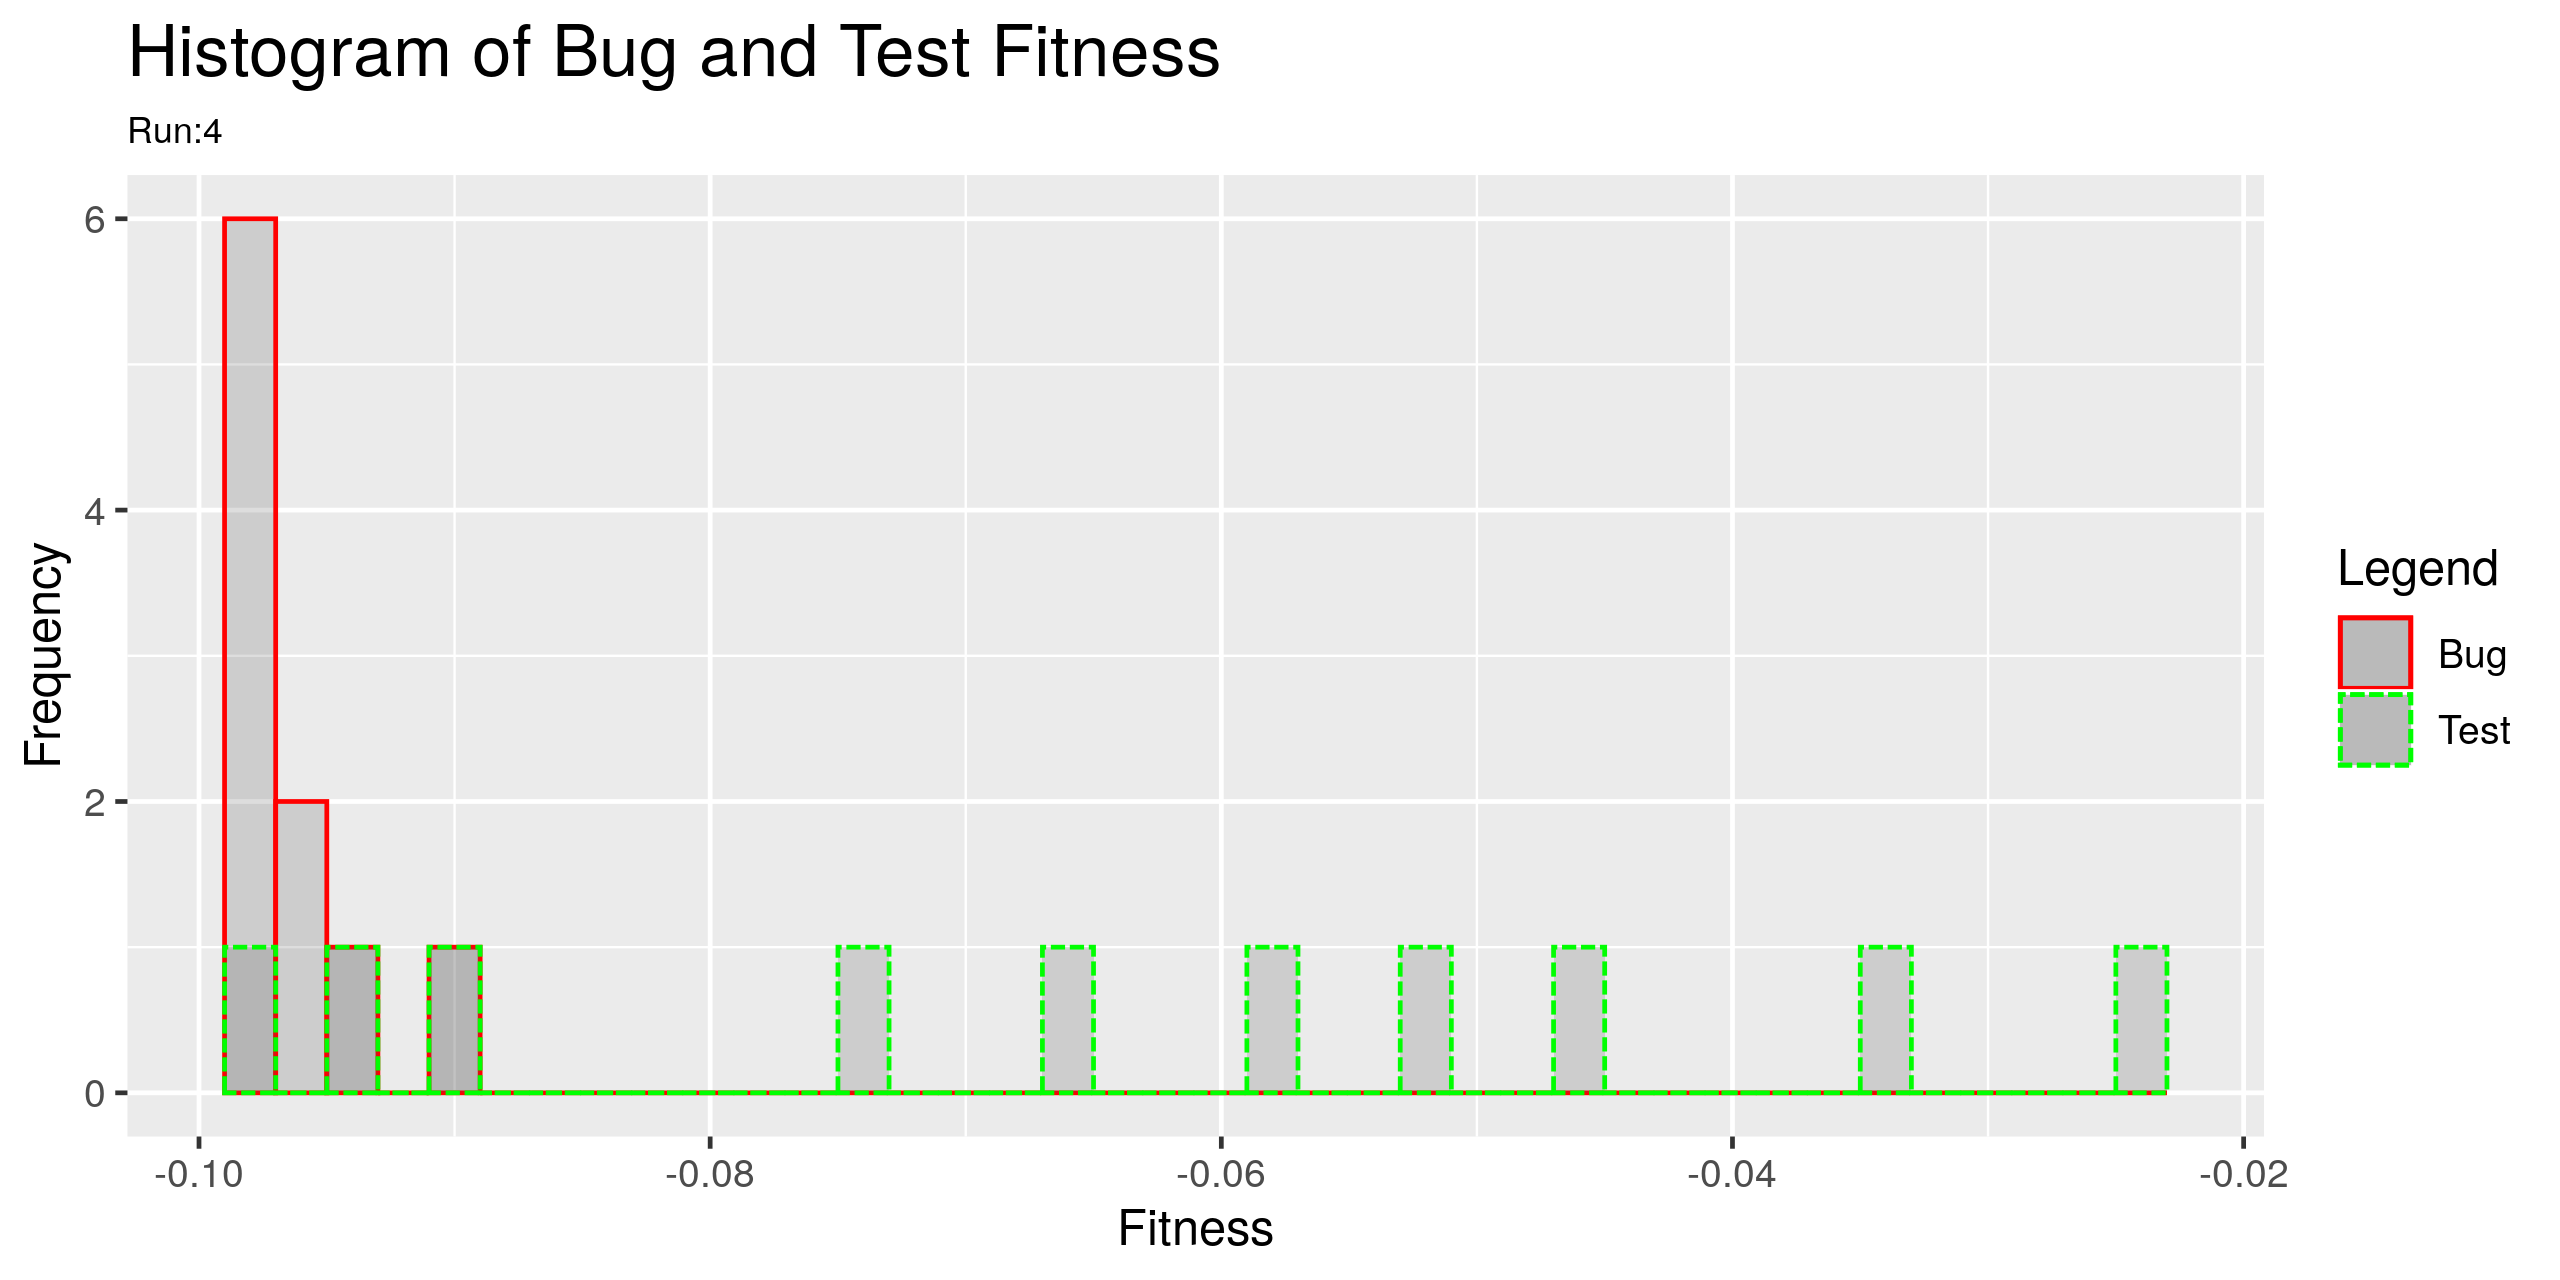 Histogram of Bug and Test Fitness
Run:4
Frequency
6
4
2
0
-0.10
-0.08
-0.06
-0.04
-0.02
Fitness
Legend
Bug
Test